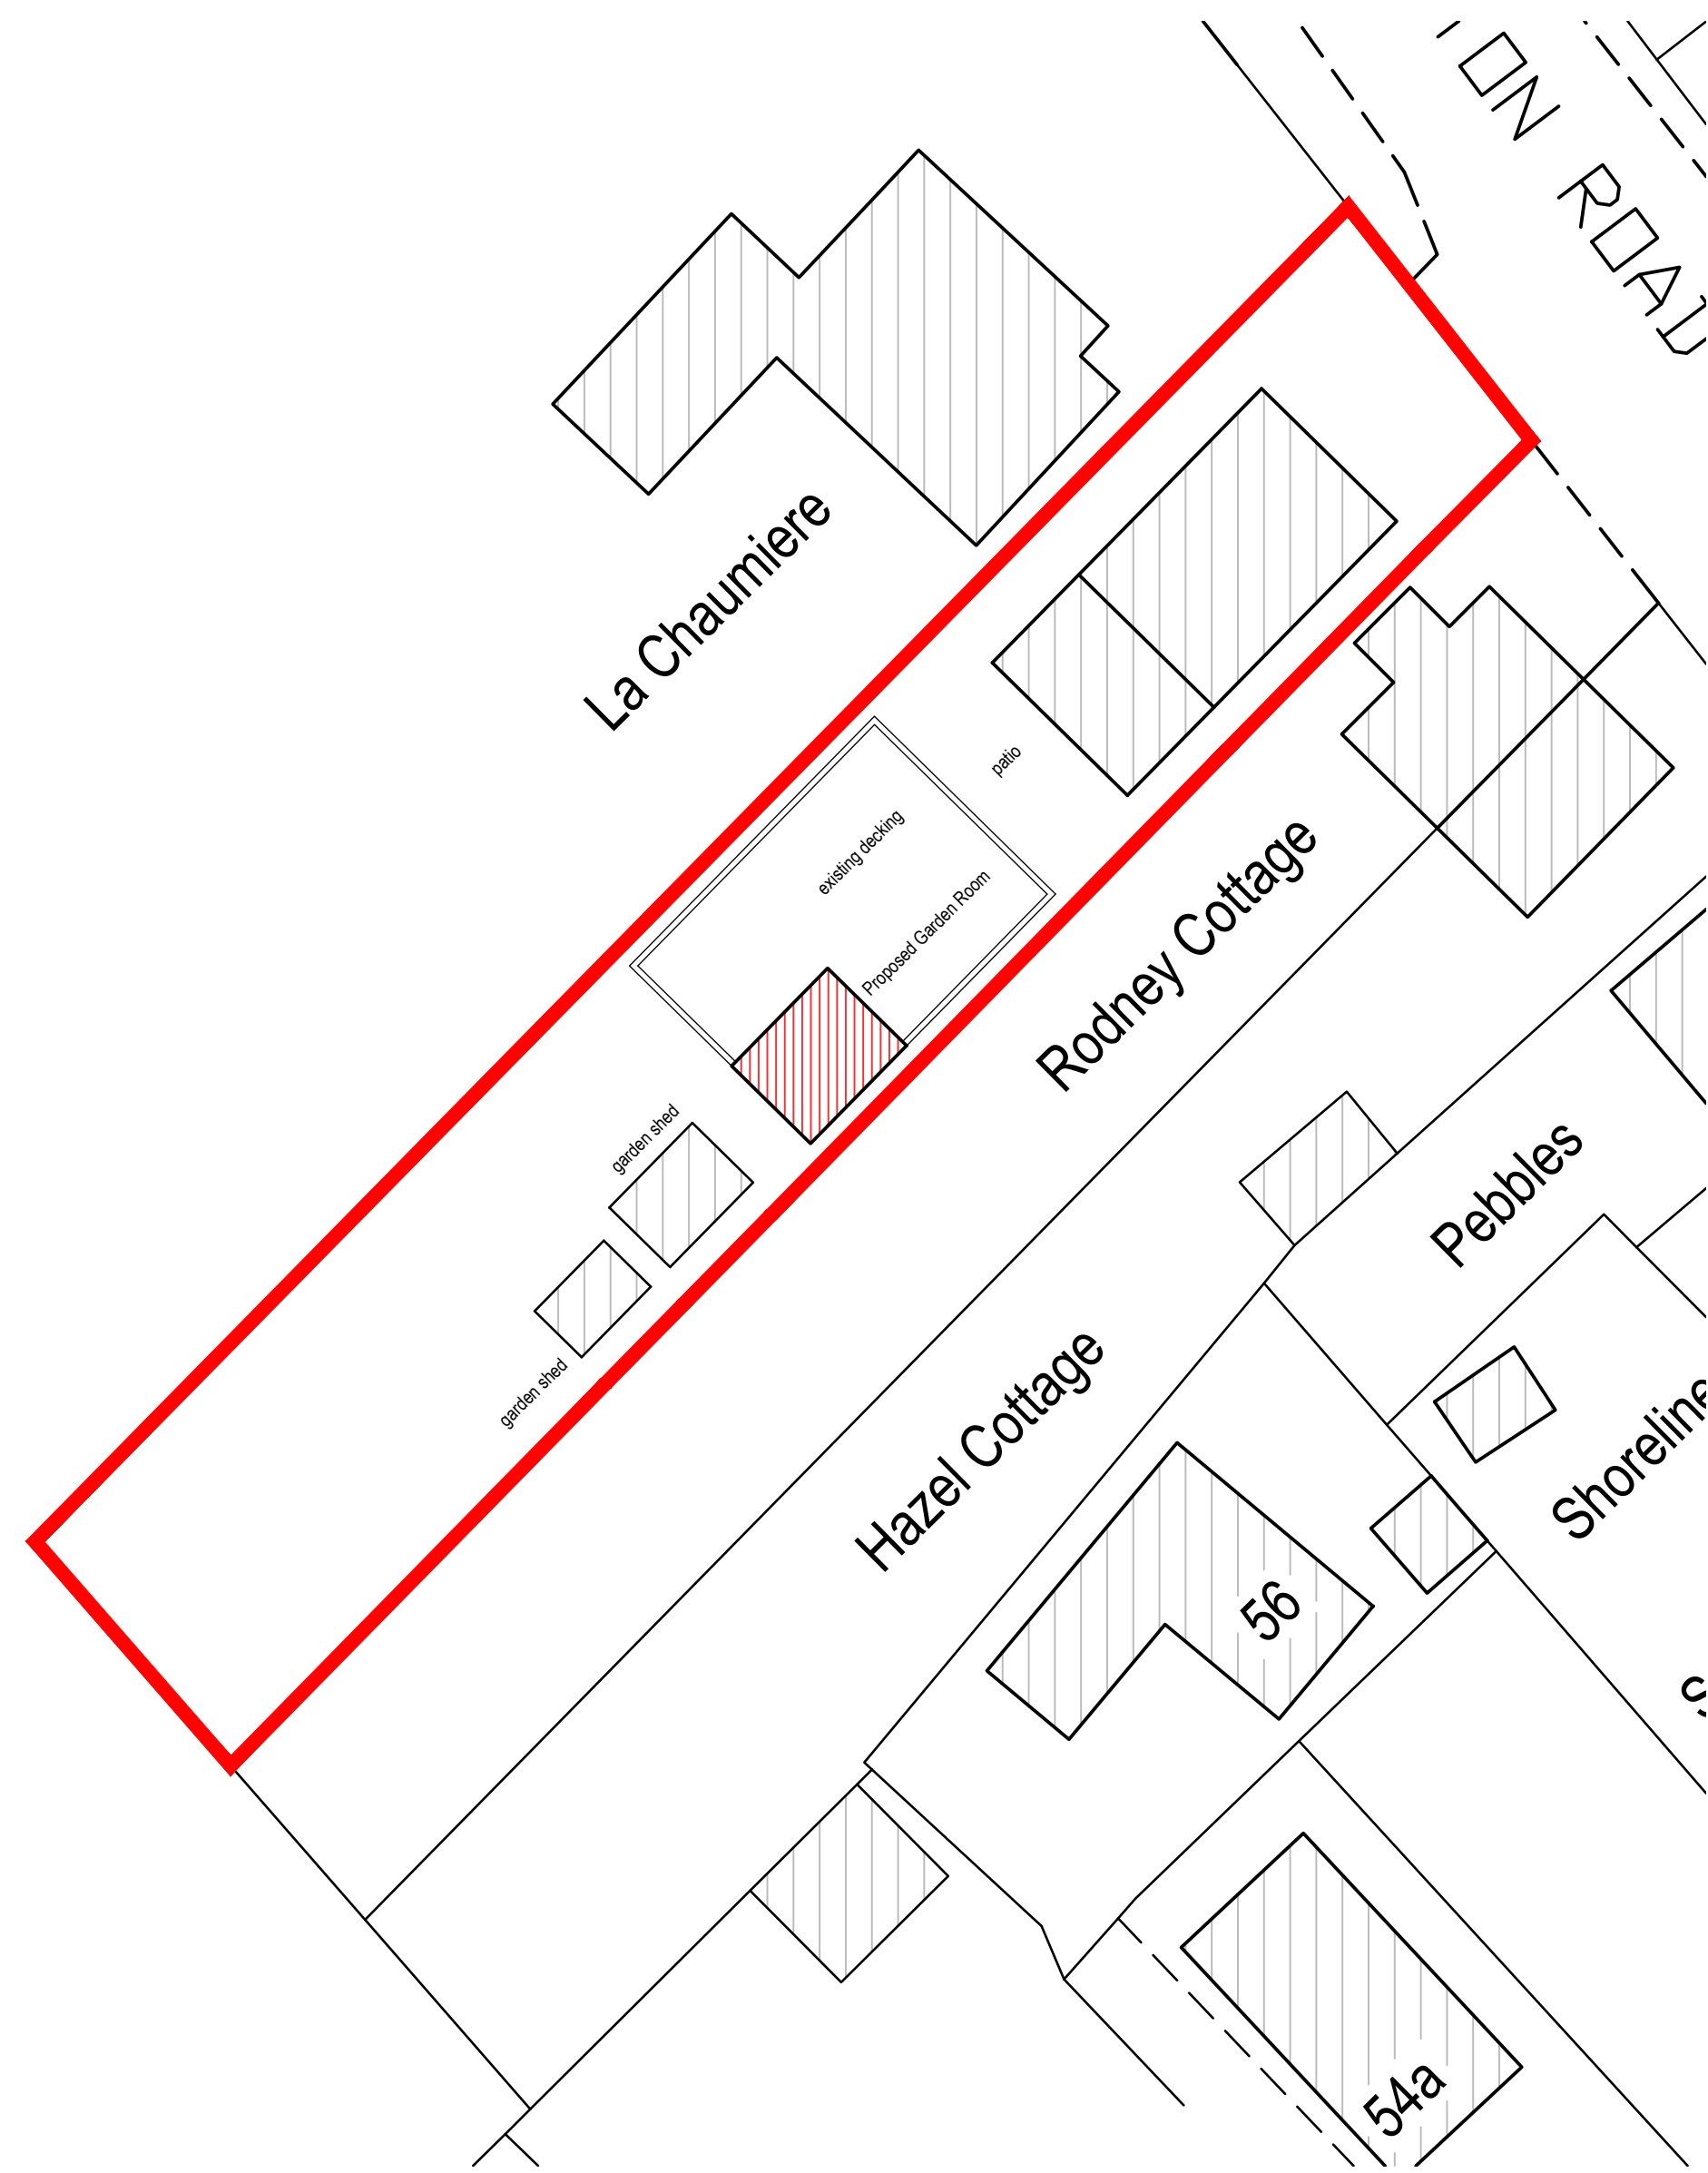 ON ROAD
La Chaumiere
patio
existing decking
Proposed Garden Room
Rodney Cottage
garden shed
garden shed
Pebbles
Hazel Cottage
Shoreline
56
S
54a